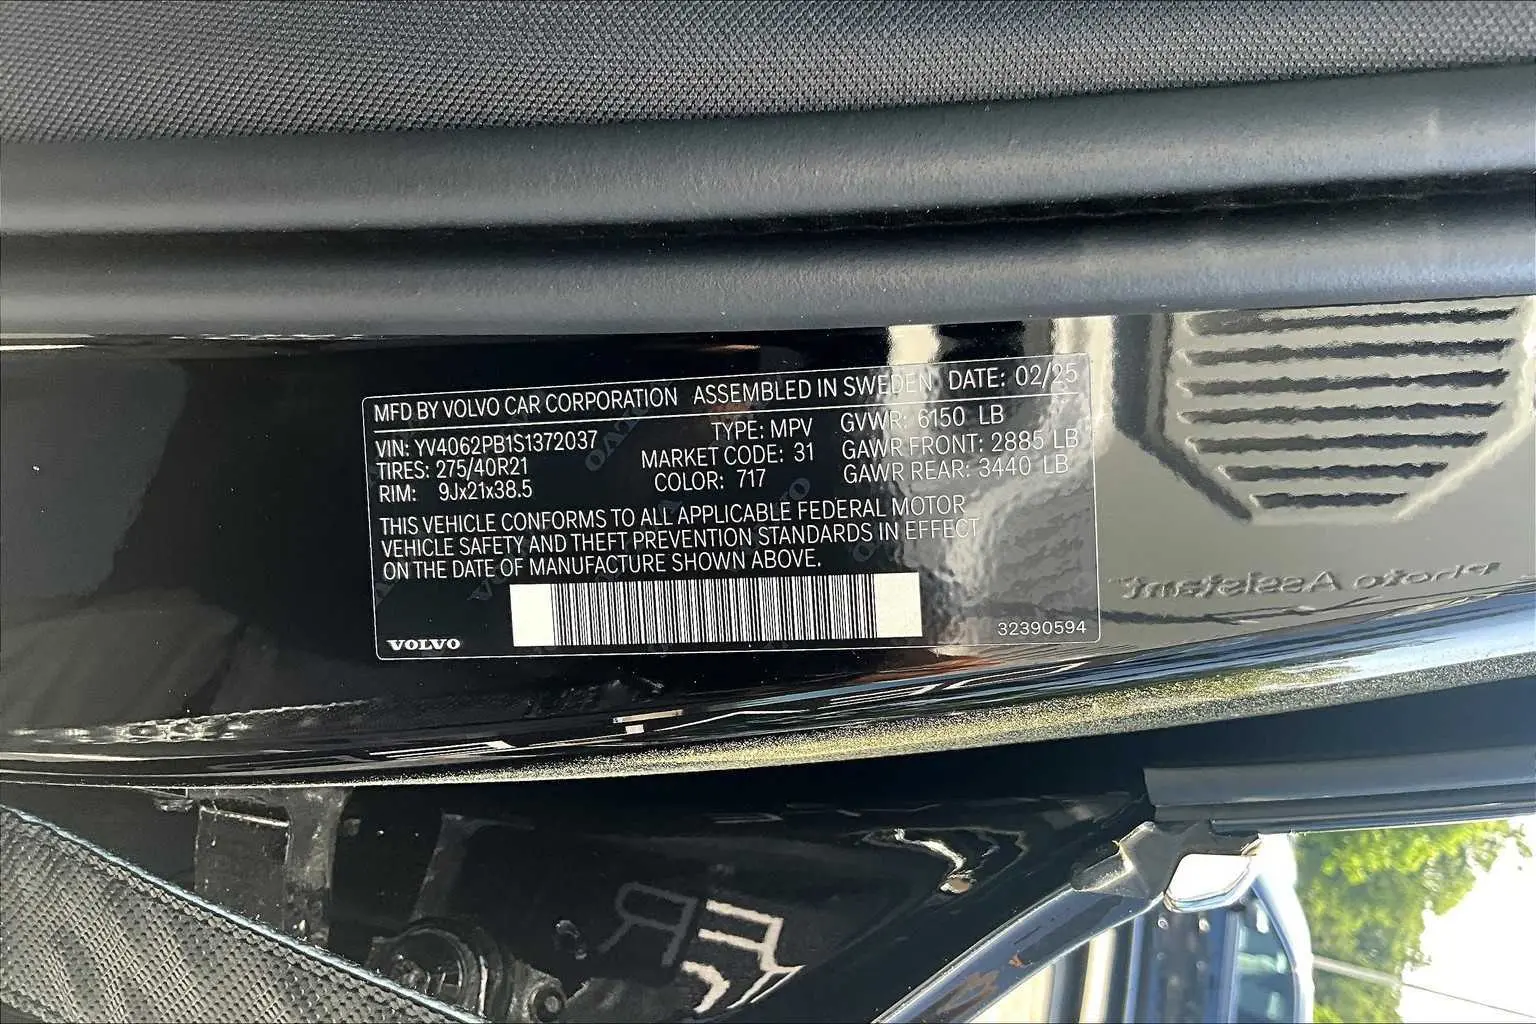 MFD BY VOLVO CAR CORPORATION ASSEMBLED IN SWEDEN DATE: 02/25
VIN: YV4062PB1S1372037 TYPE: MPV GVWR: 6150 LB
TIRES: 275/40R21 MARKET CODE: 31 GAWR FRONT: 2885 LB
RIM: 9Jx21x38.5 COLOR: 717 GAWR REAR: 3440 LB
THIS VEHICLE CONFORMS TO ALL APPLICABLE FEDERAL MOTOR
VEHICLE SAFETY AND THEFT PREVENTION STANDARDS IN EFFECT
ON THE DATE OF MANUFACTURE SHOWN ABOVE.
VOLVO 32390594